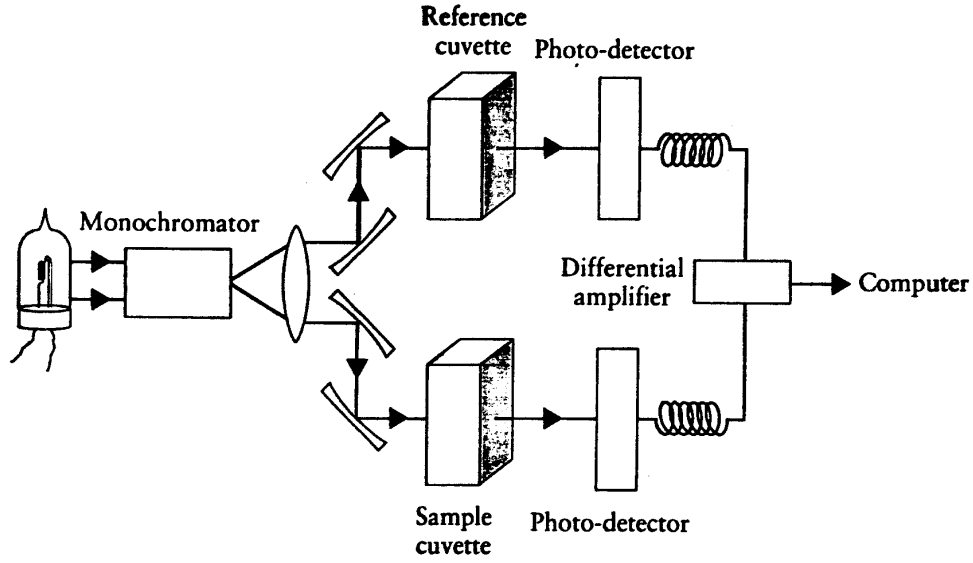 Reference
cuvette
Photo-detector
Monochromator
Differential
amplifier
Computer
Sample
cuvette
Photo-detector